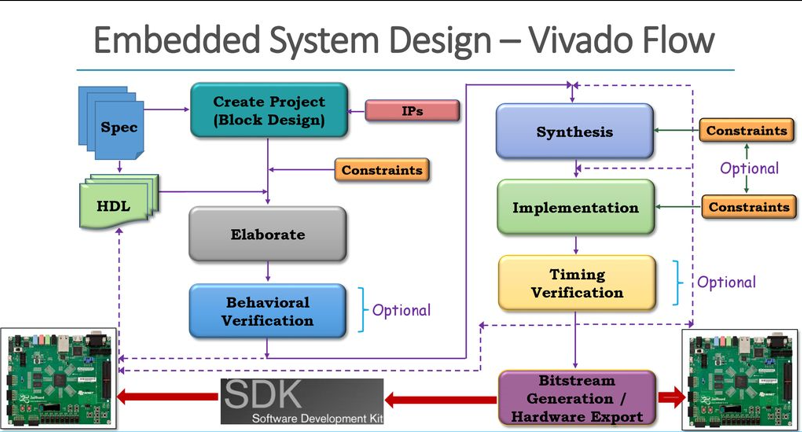 Embedded System Design – Vivado Flow
Spec
Create Project
(Block Design)
IPs
Constraints
HDL
Elaborate
Behavioral
Verification
Optional
Synthesis
Constraints
Optional
Implementation
Constraints
Timing
Verification
Optional
SDK
Software Development Kit
Bitstream
Generation /
Hardware Export